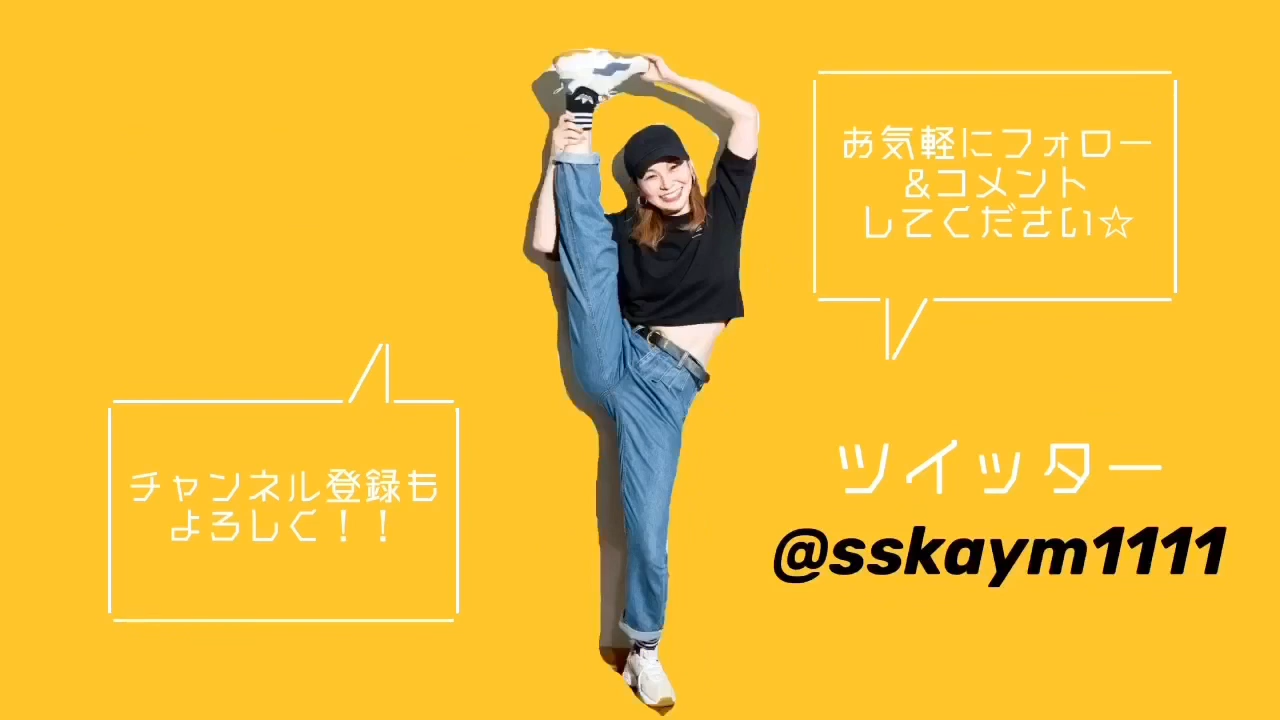 お気軽にフォロー
&コメント
してください☆
チャンネル登録も
よろしく！！
ツイッター
@sskaym1111